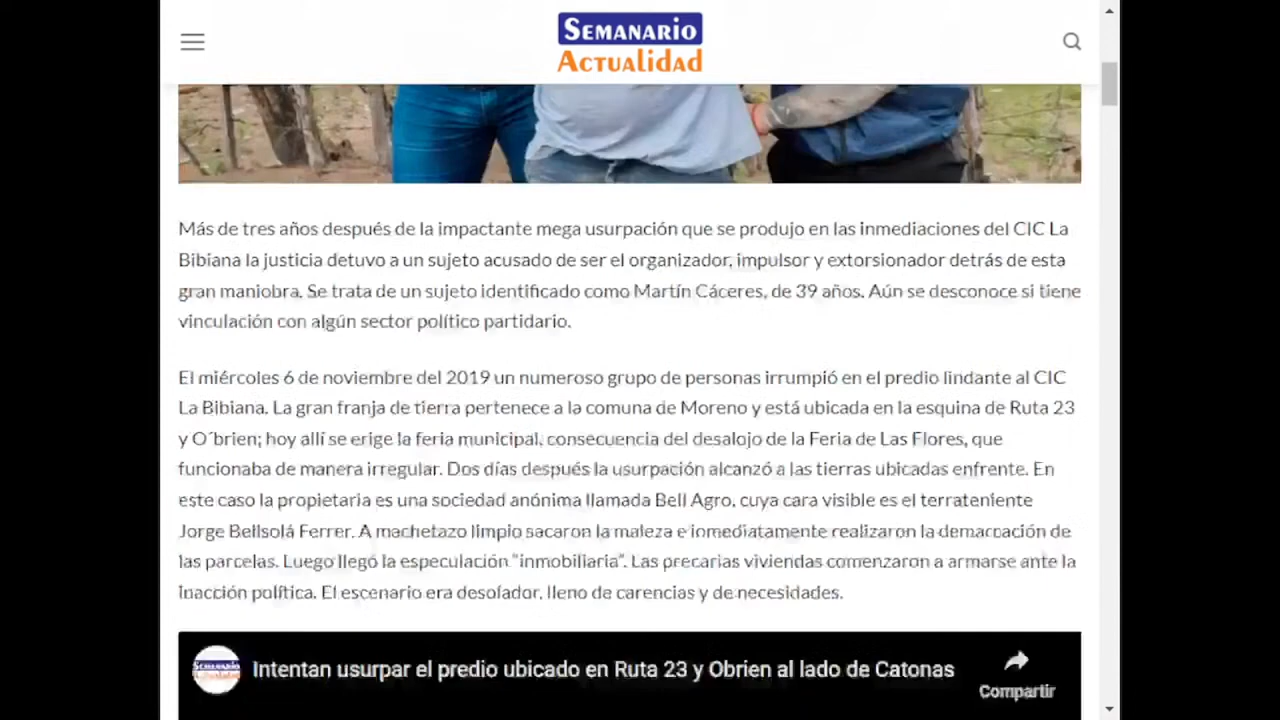 SEMANARIO
ACTUALIDAD
Más de tres años después de la impactante mega usurpación que se produjo en las inmediaciones del CIC La
Bibiana la justicia detuvo a un sujeto acusado de ser el organizador, impulsor y extorsionador detrás de esta
gran maniobra. Se trata de un sujeto identificado como Martín Cáceres, de 39 años. Aún se desconoce si tiene
vinculación con algún sector político partidario.
El miércoles 6 de noviembre del 2019 un numeroso grupo de personas irrumpió en el predio lindante al CIC
La Bibiana. La gran franja de tierra pertenece a la comuna de Moreno y está ubicada en la esquina de Ruta 23
y O´brien; hoy allí se erige la feria municipal, consecuencia del desalojo de la Feria de Las Flores, que
funcionaba de manera irregular. Dos días después la usurpación alcanzó a las tierras ubicadas enfrente. En
este caso la propietaria es una sociedad anónima llamada Bell Agro, cuya cara visible es el terrateniente
Jorge Bellsolá Ferrer. A machetazo limpio sacaron la maleza e inmediatamente realizaron la demarcación de
las parcelas. Luego llegó la especulación "inmobiliaria". Las precarias viviendas comenzaron a armarse ante la
inacción política. El escenario era desolador, lleno de carencias y de necesidades.
SEMANARIO
ACTUALIDAD
Intentan usurpar el predio ubicado en Ruta 23 y Obrien al lado de Catonas
Compartir